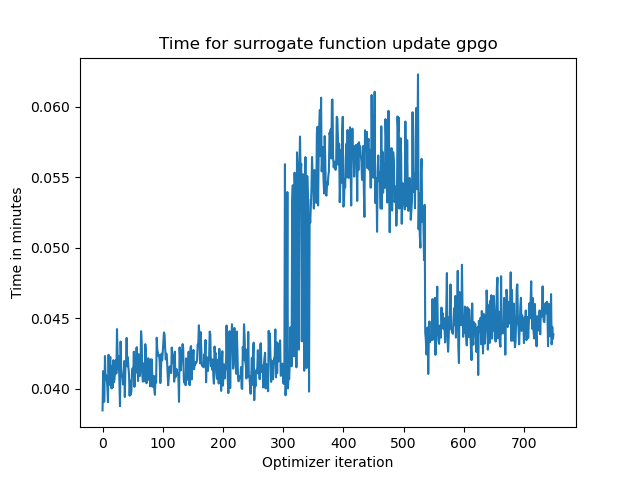 Time for surrogate function update gpgo
0.060
0.055
0.050
0.045
0.040
Time in minutes
0 100 200 300 400 500 600 700
Optimizer iteration